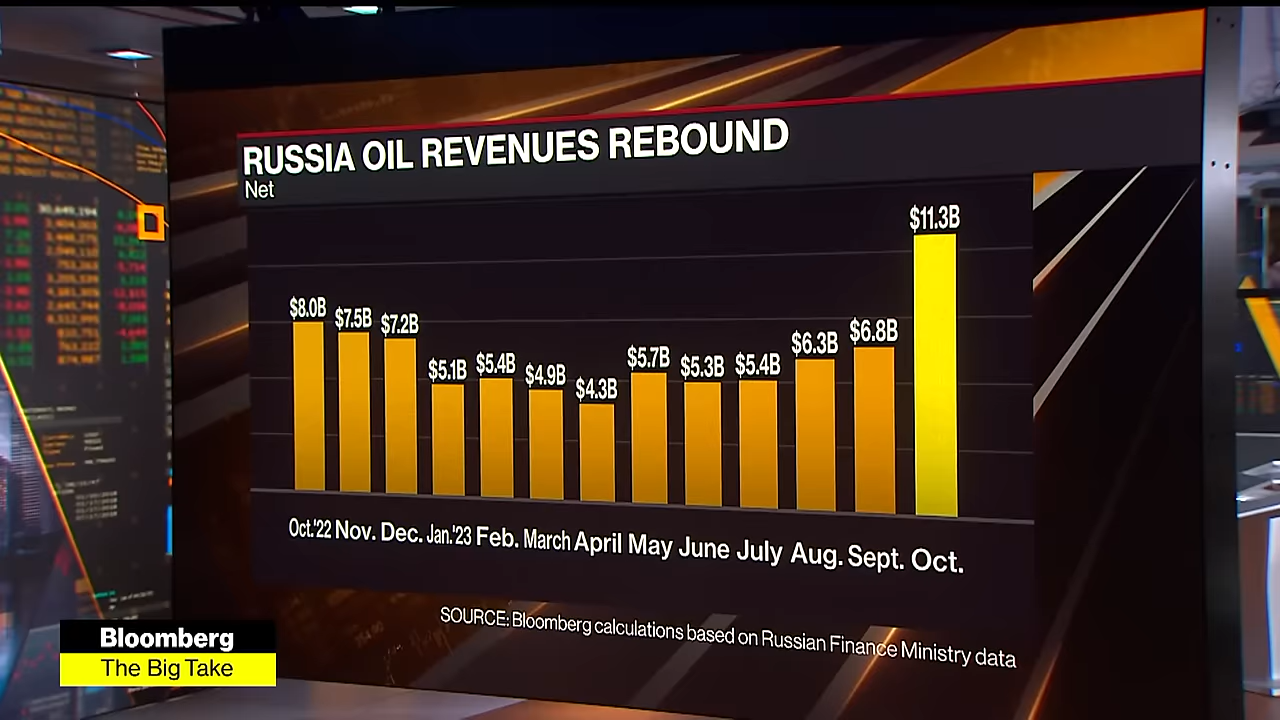 RUSSIA OIL REVENUES REBOUND
Net
$8.0B $7.5B $7.2B $5.1B $5.4B $4.9B $4.3B $5.7B $5.3B $5.4B $6.3B $6.8B $11.3B
Oct.'22 Nov. Dec. Jan.'23 Feb. March April May June July Aug. Sept. Oct.
SOURCE: Bloomberg calculations based on Russian Finance Ministry data
Bloomberg
The Big Take